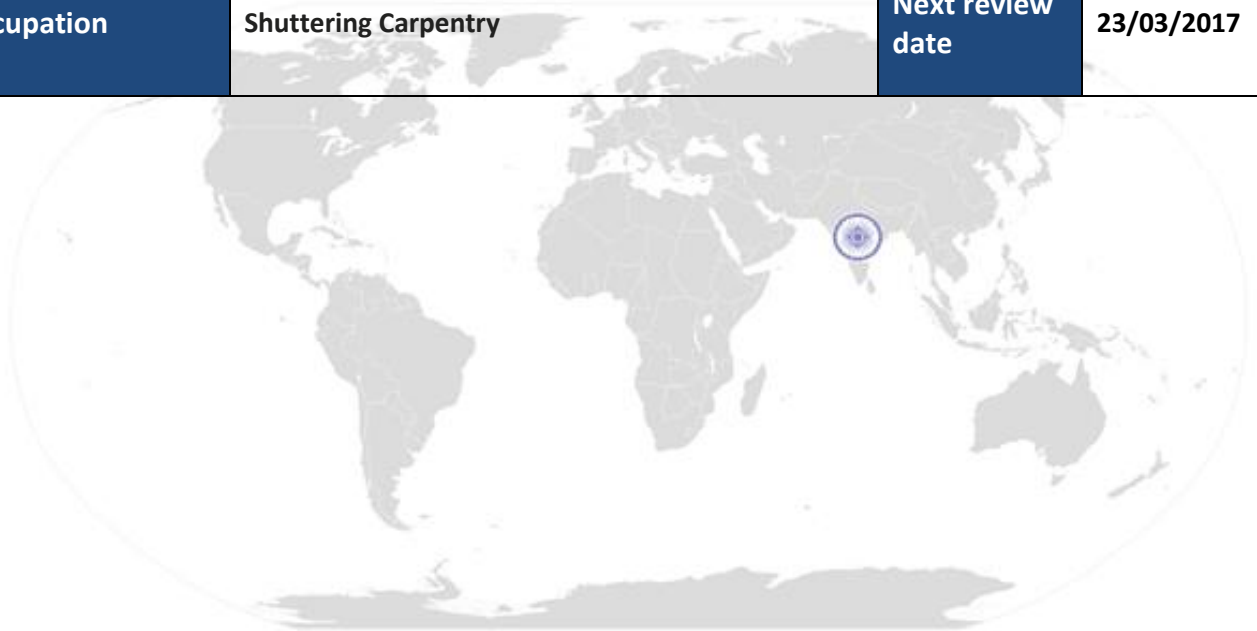 cupation
Shuttering Carpentry
Next review
date
23/03/2017